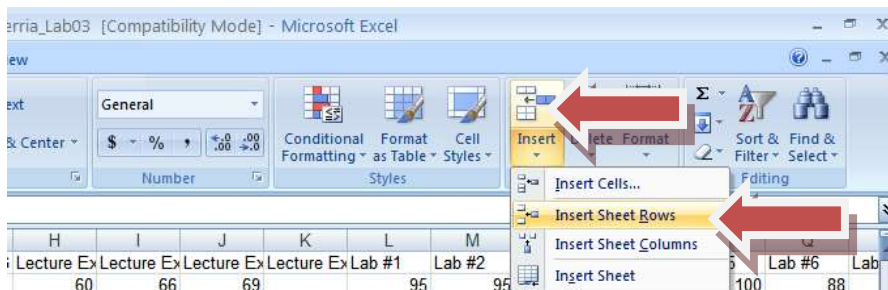 erria_Lab03 [Compatibility Mode] - Microsoft Excel
ew
ext
General
& Center
$ % , .0 .00 .00 .0
Conditional Formatting
Format as Table
Cell Styles
Insert
Delete
Format
Σ
Sort & Filter
Find & Select
Number
Styles
Editing
Insert Cells...
Insert Sheet Rows
Insert Sheet Columns
Insert Sheet
H I J K L M Q
Lecture Ex Lecture Ex Lecture Ex Lecture Ex Lab #1 Lab #2 Lab #6 Lab
60 66 69 95 95 100 88